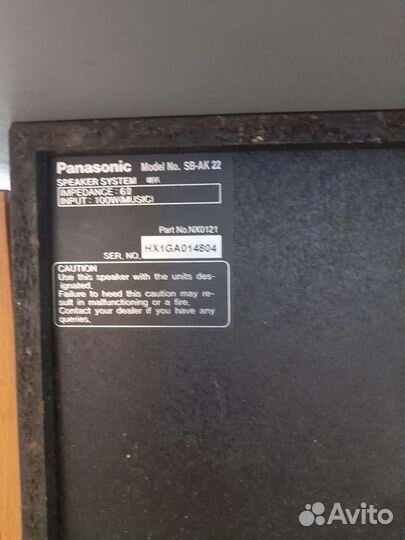 Panasonic Model No. SB-AK 22
SPEAKER SYSTEM
IMPEDANCE : 6Ω
INPUT : 100W(MUSIC)
Part No.NX0121
SER. NO. HX1GA014804
CAUTION
Use this speaker with the units des-
ignated.
Failure to heed this caution may re-
sult in malfunctioning or a fire.
Contact your dealer if you have any
queries.
Avito